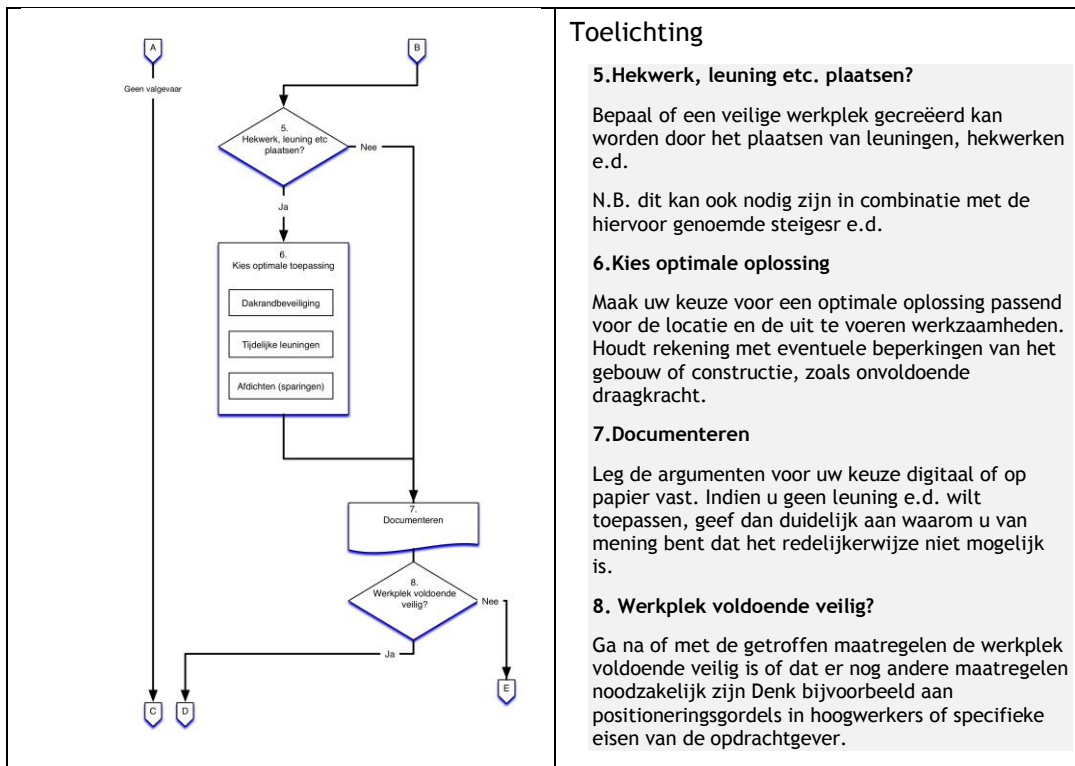 A
B
Geen valgevaar
5.
Hekwerk, leuning etc
plaatsen?
Nee
Ja
6.
Kies optimale toepassing
Dakrandbeveiliging
Tijdelijke leuningen
Afdichten (sparingen)
7.
Documenteren
8.
Werkplek voldoende
veilig?
Nee
Ja
E
C
D
Toelichting
5.Hekwerk, leuning etc. plaatsen?
Bepaal of een veilige werkplek gecreëerd kan
worden door het plaatsen van leuningen, hekwerken
e.d.
N.B. dit kan ook nodig zijn in combinatie met de
hiervoor genoemde steigesr e.d.
6.Kies optimale oplossing
Maak uw keuze voor een optimale oplossing passend
voor de locatie en de uit te voeren werkzaamheden.
Houdt rekening met eventuele beperkingen van het
gebouw of constructie, zoals onvoldoende
draagkracht.
7.Documenteren
Leg de argumenten voor uw keuze digitaal of op
papier vast. Indien u geen leuning e.d. wilt
toepassen, geef dan duidelijk aan waarom u van
mening bent dat het redelijkerwijze niet mogelijk
is.
8. Werkplek voldoende veilig?
Ga na of met de getroffen maatregelen de werkplek
voldoende veilig is of dat er nog andere maatregelen
noodzakelijk zijn Denk bijvoorbeeld aan
positioneringsgordels in hoogwerkers of specifieke
eisen van de opdrachtgever.